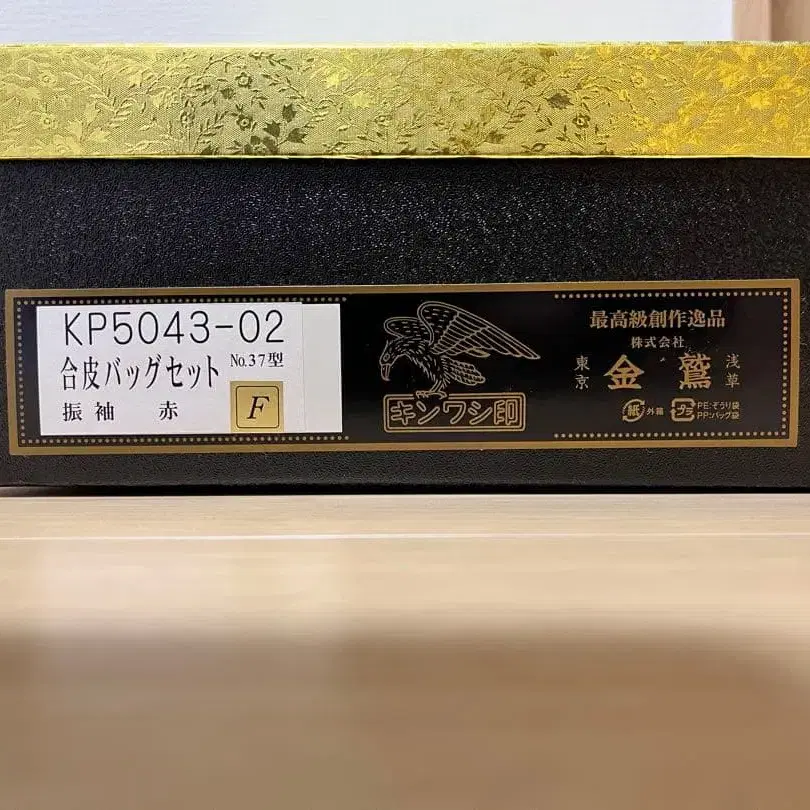 KP5043-02
合皮バッグセット No.37型
振袖 赤
F
キンワシ印
最高級創作逸品
株式会社
東京 金鷲 浅草
紙 外箱
プラ PE:ぞうり袋
PP:バッグ袋